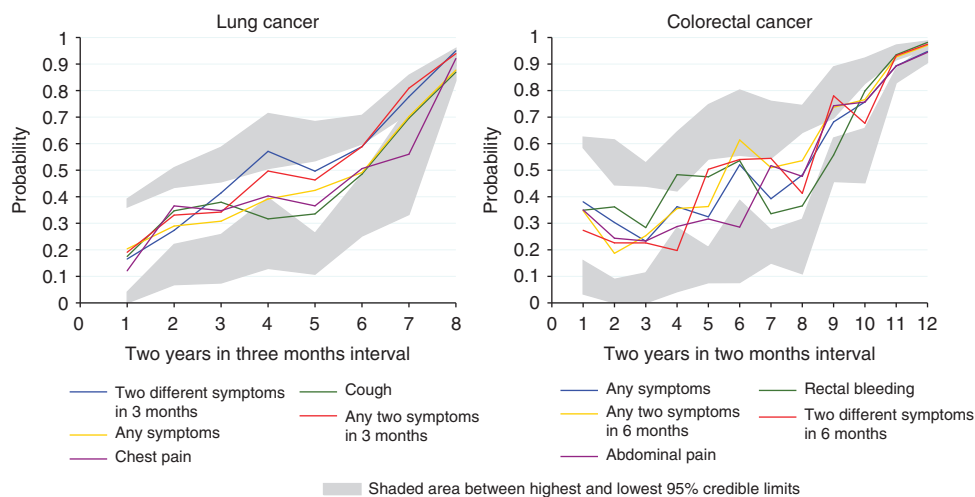 Lung cancer
Probability
1
0.9
0.8
0.7
0.6
0.5
0.4
0.3
0.2
0.1
0
0 1 2 3 4 5 6 7 8
Two years in three months interval
Two different symptoms
in 3 months
Any symptoms
Chest pain
Cough
Any two symptoms
in 3 months
Colorectal cancer
Probability
1
0.9
0.8
0.7
0.6
0.5
0.4
0.3
0.2
0.1
0
0 1 2 3 4 5 6 7 8 9 10 11 12
Two years in two months interval
Any symptoms
Any two symptoms
in 6 months
Abdominal pain
Rectal bleeding
Two different symptoms
in 6 months
Shaded area between highest and lowest 95% credible limits